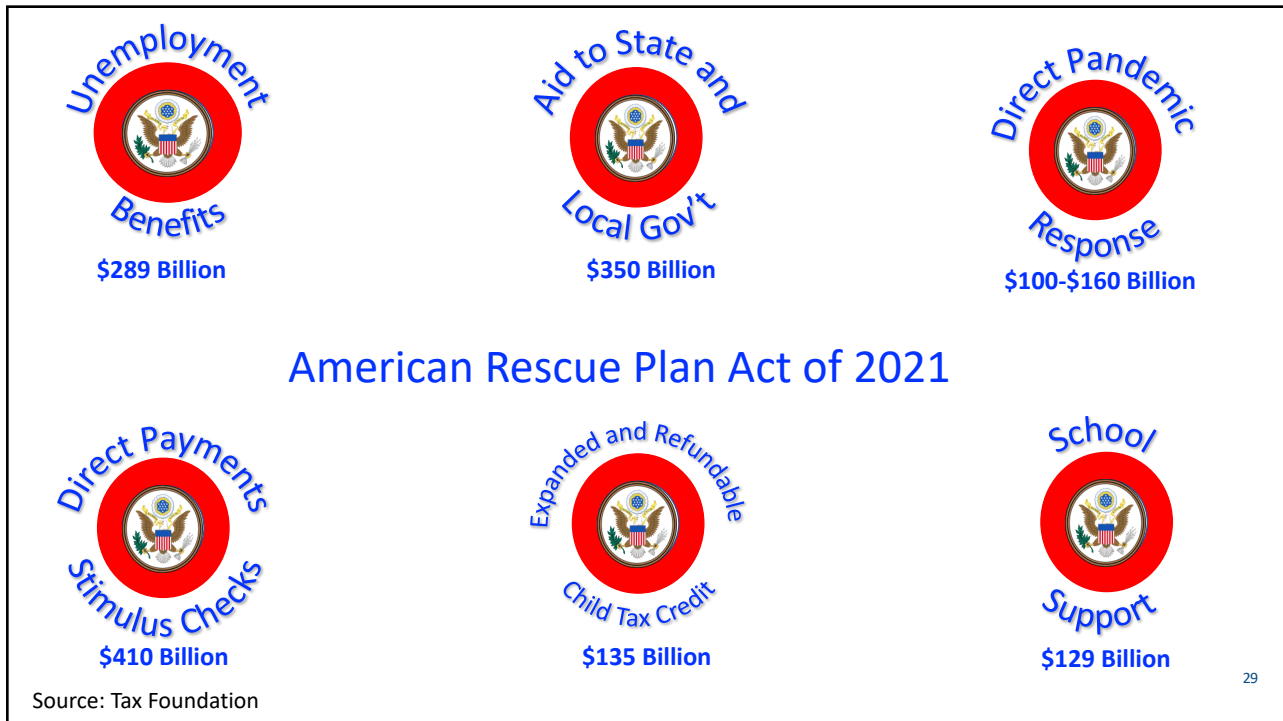 Unemployment
Benefits
$289 Billion
Aid to State and
Local Gov’t
$350 Billion
Direct Pandemic
Response
$100-$160 Billion
American Rescue Plan Act of 2021
Direct Payments
Stimulus Checks
$410 Billion
Expanded and Refundable
Child Tax Credit
$135 Billion
School
Support
$129 Billion
Source: Tax Foundation
29